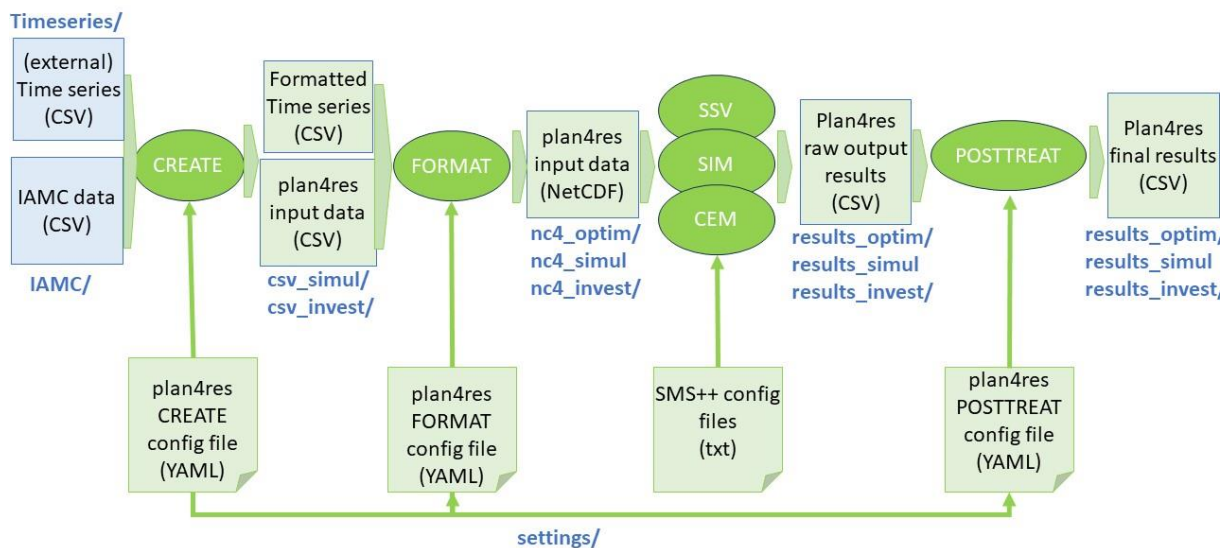 Timeseries/
(external)
Time series
(CSV)
IAMC data
(CSV)
IAMC/
CREATE
Formatted
Time series
(CSV)
plan4res
input data
(CSV)
csv_simul/
csv_invest/
FORMAT
plan4res
input data
(NetCDF)
nc4_optim/
nc4_simul
nc4_invest/
SSV
SIM
CEM
Plan4res
raw output
results
(CSV)
results_optim/
results_simul
results_invest/
POSTTREAT
Plan4res
final results
(CSV)
results_optim/
results_simul
results_invest/
plan4res
CREATE
config file
(YAML)
plan4res
FORMAT
config file
(YAML)
SMS++ config
files
(txt)
plan4res
POSTTREAT
config file
(YAML)
settings/